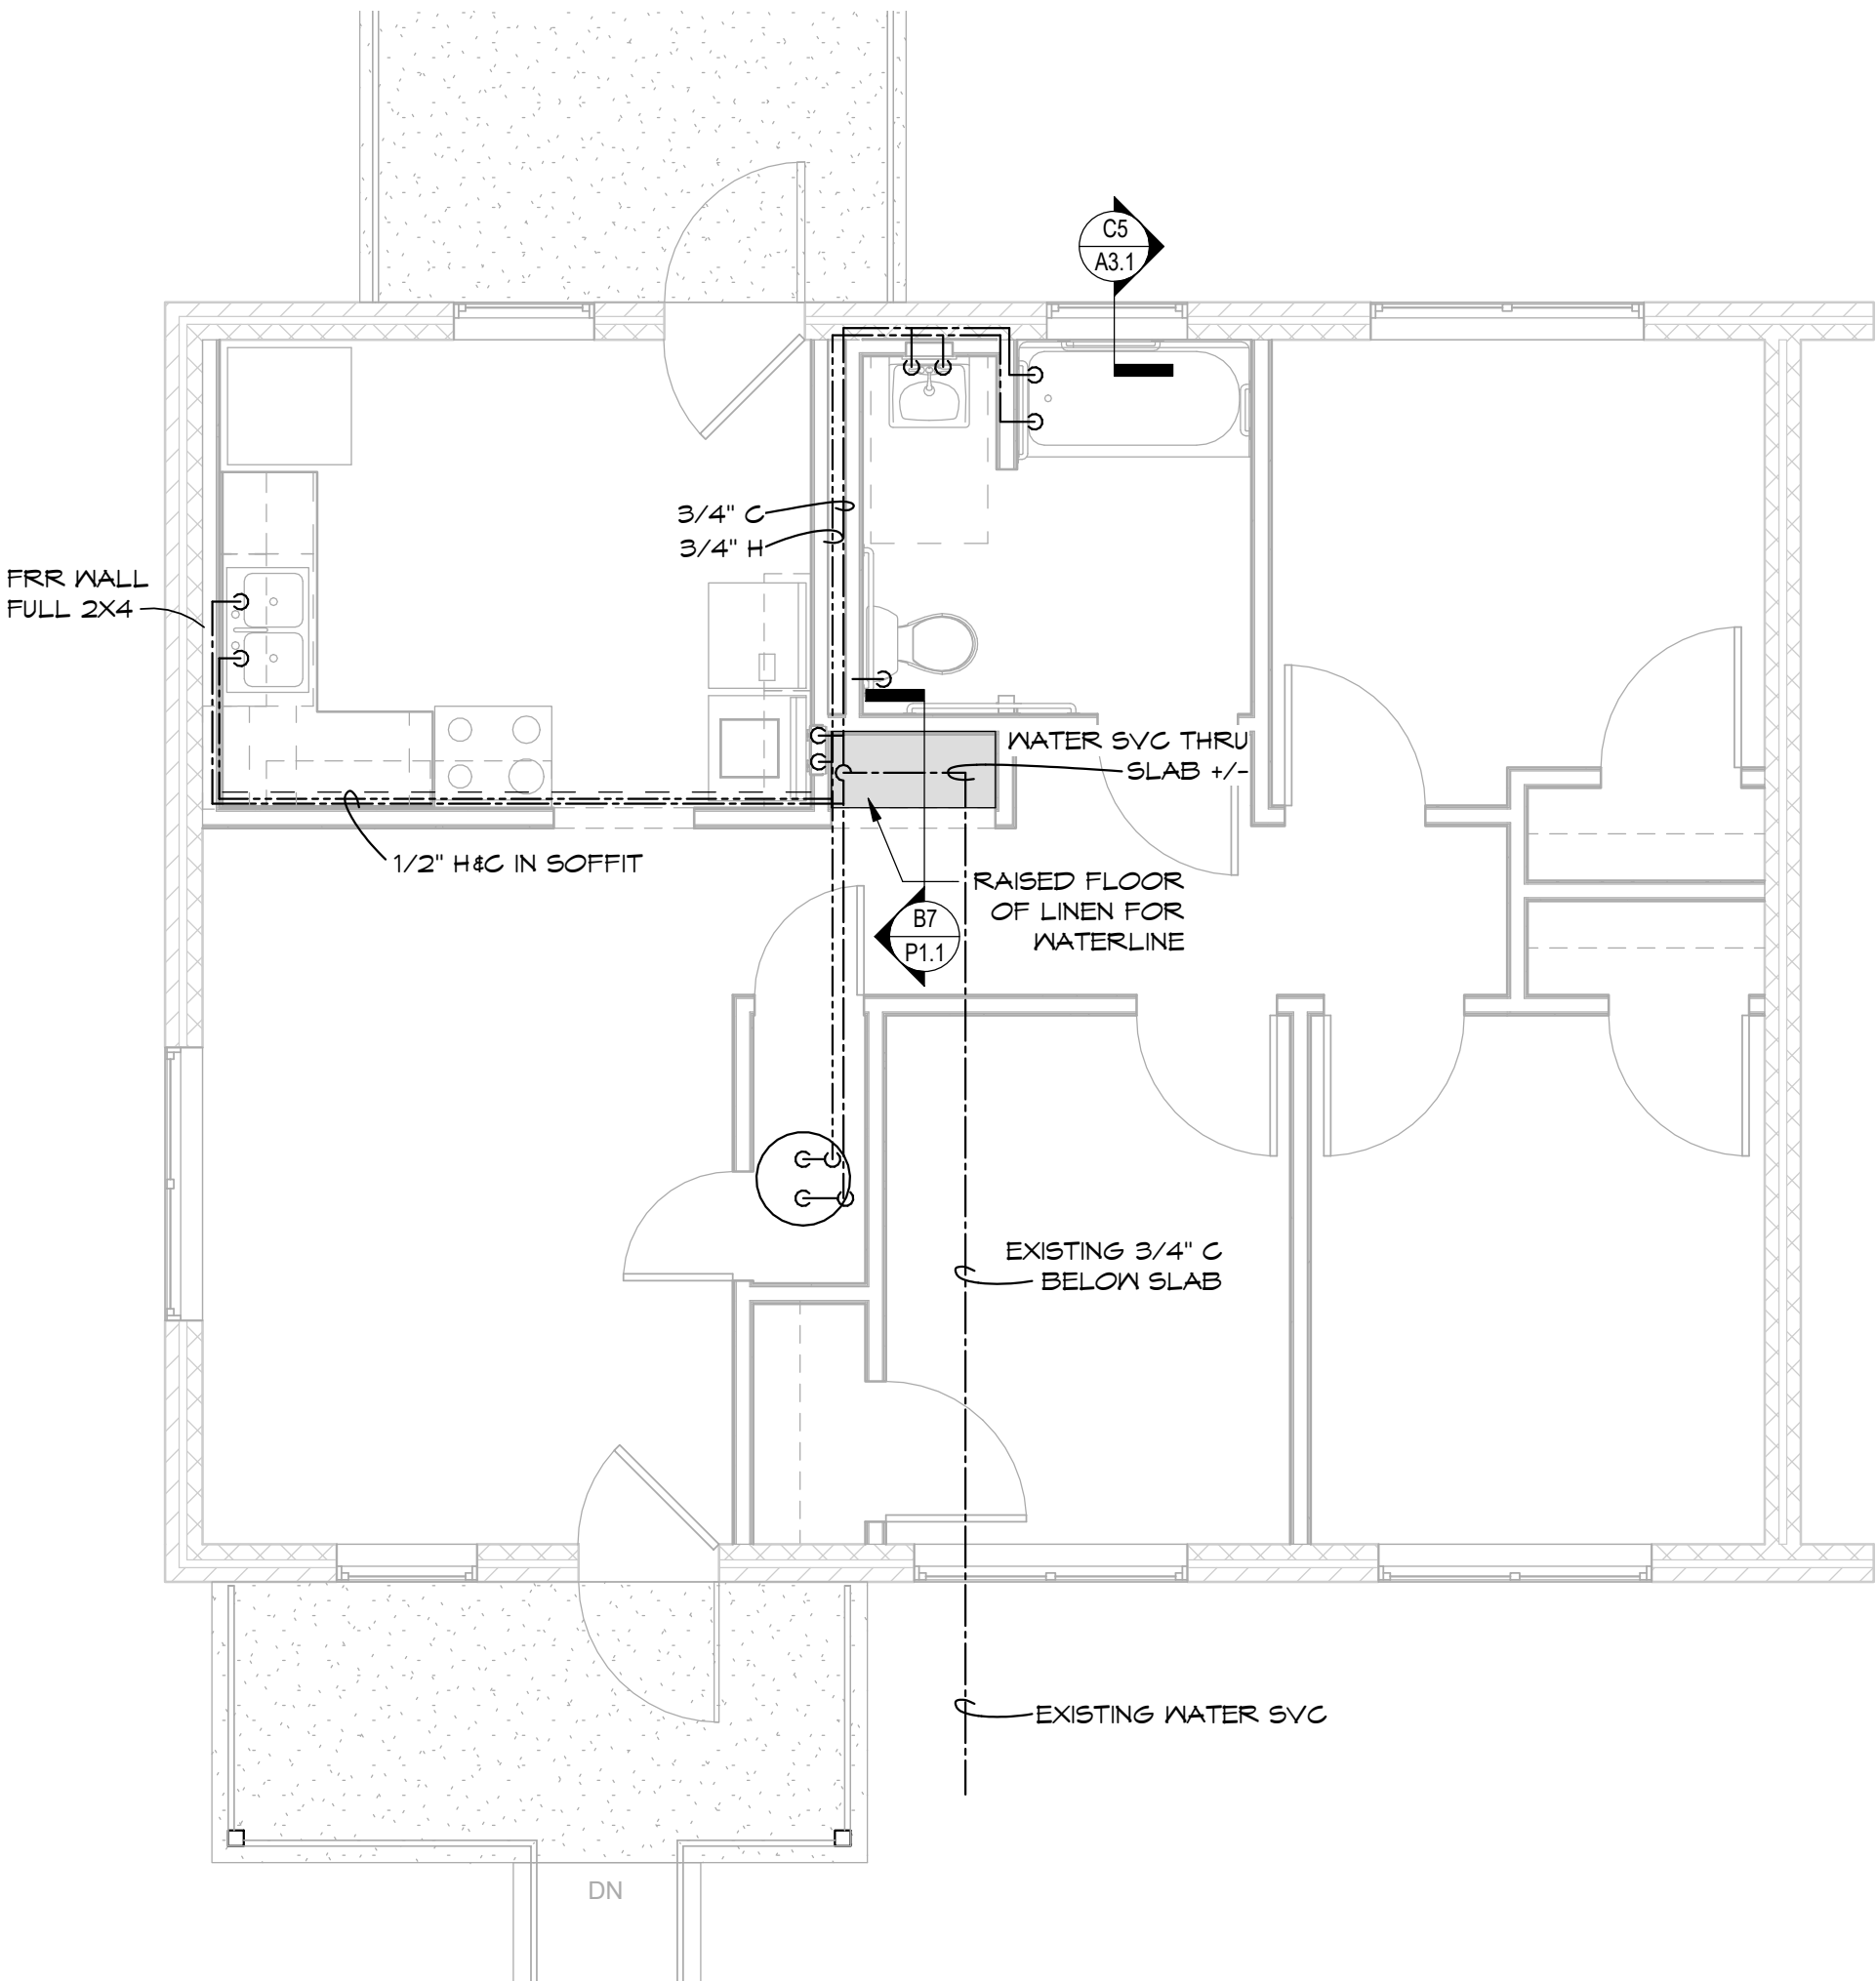 C5
A3.1
3/4" C
3/4" H
FRR WALL
FULL 2X4
WATER SVC THRU
SLAB +/-
1/2" H&C IN SOFFIT
RAISED FLOOR
OF LINEN FOR
WATERLINE
B7
P1.1
EXISTING 3/4" C
BELOW SLAB
EXISTING WATER SVC
DN